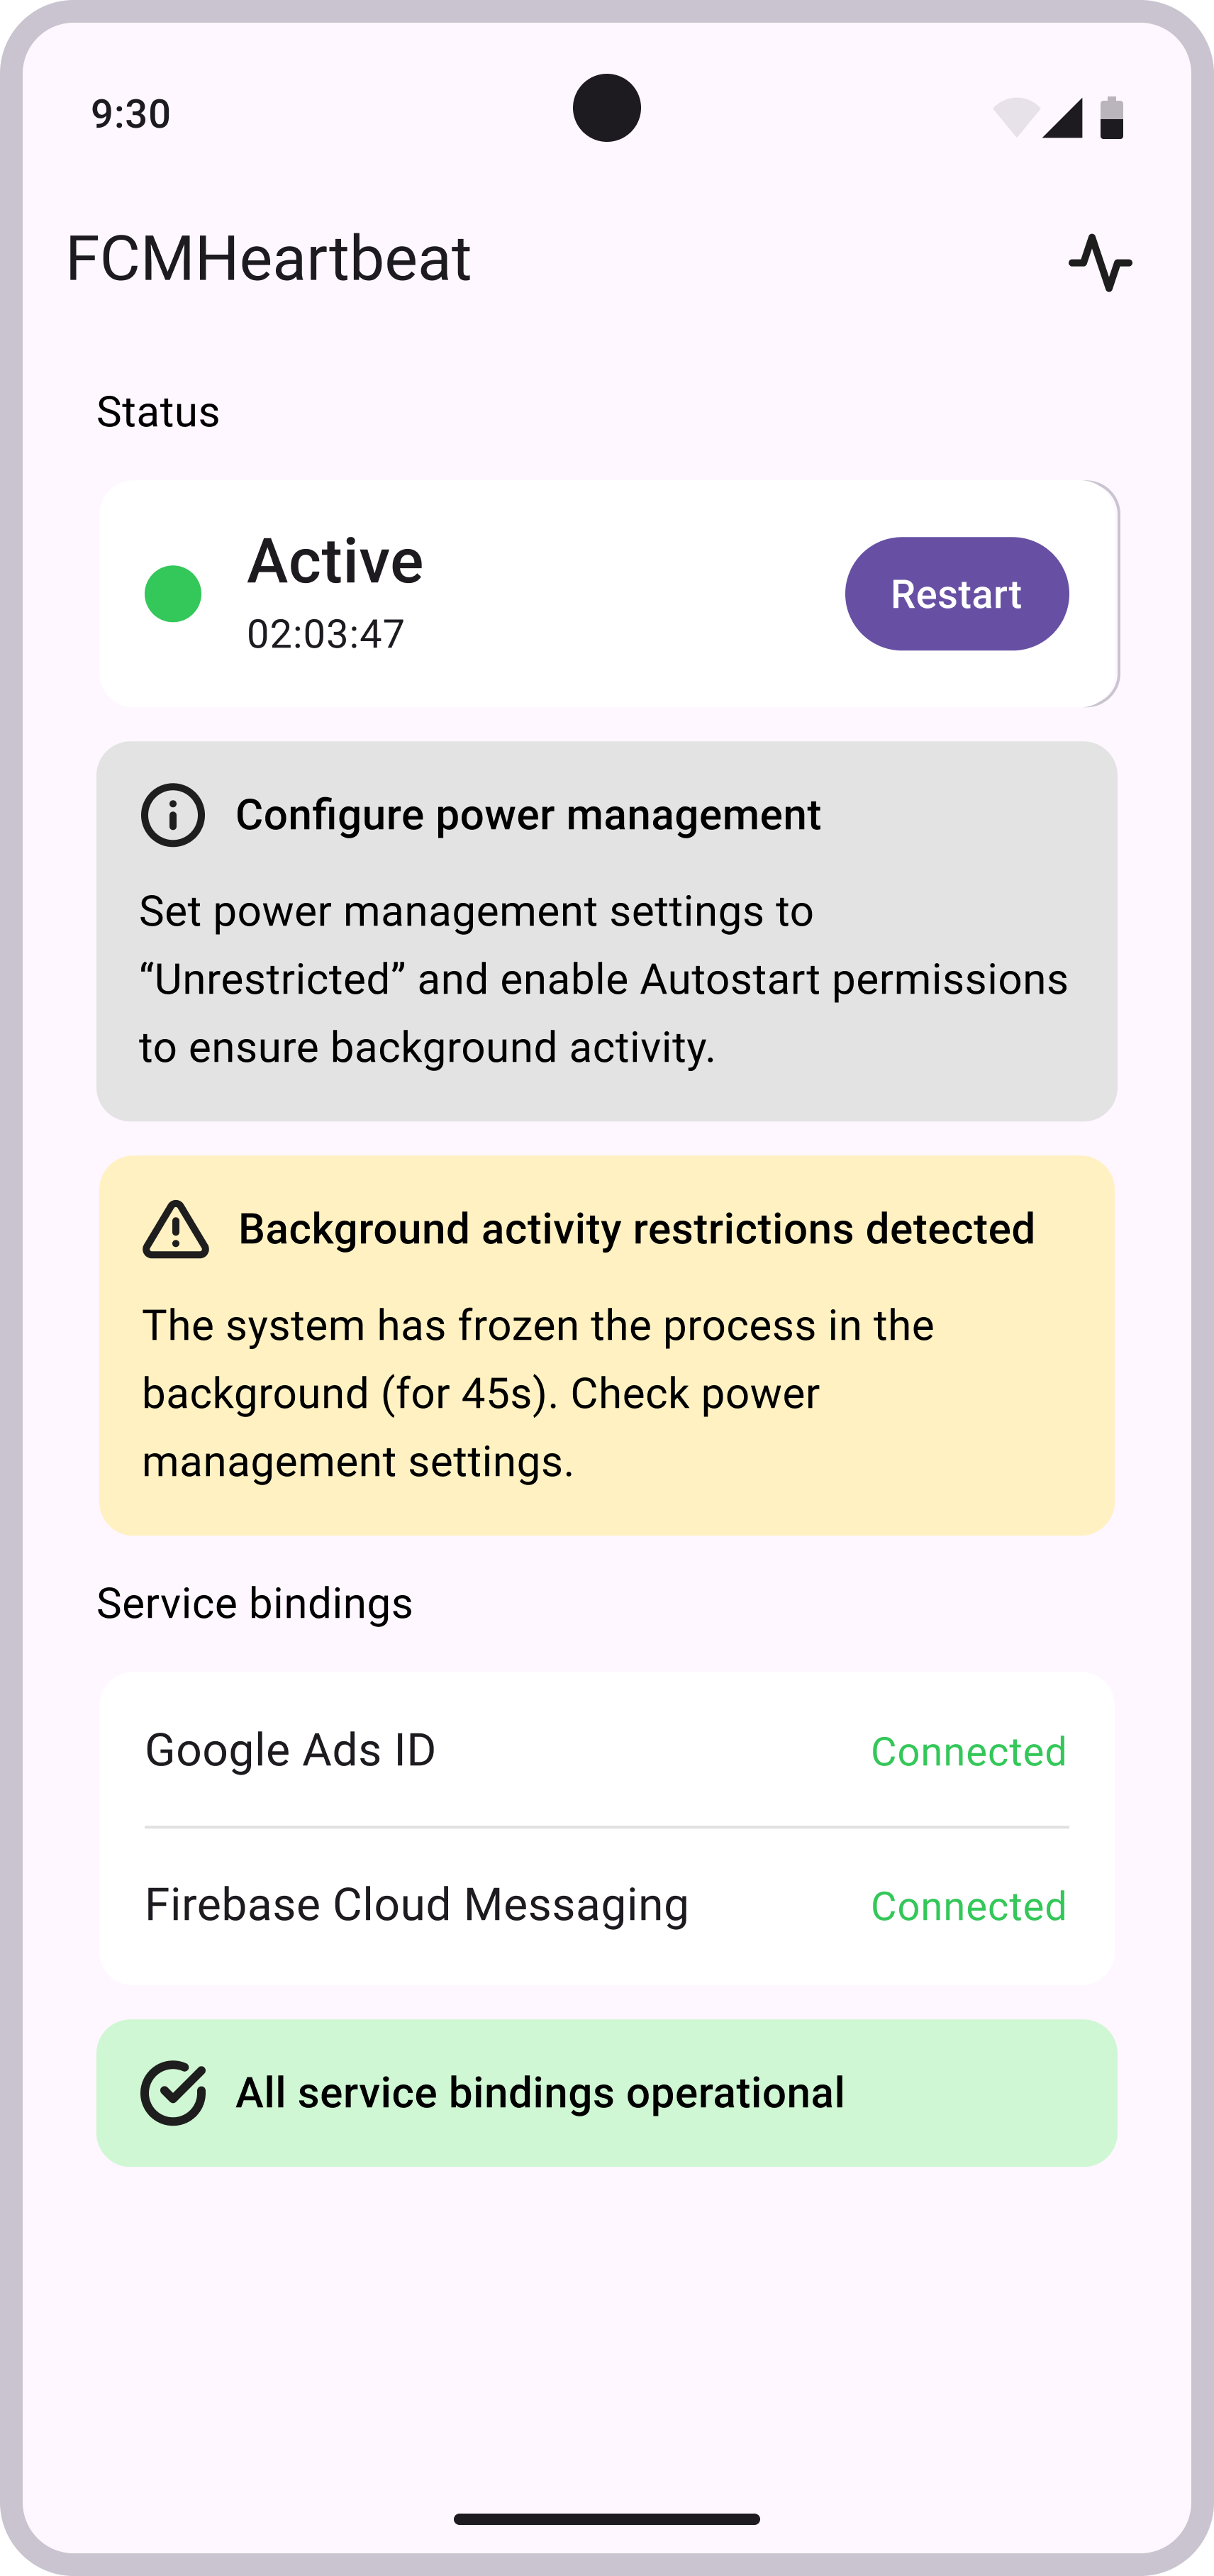 9:30
FCMHeartbeat
Status
Active
02:03:47
Restart
Configure power management
Set power management settings to
“Unrestricted” and enable Autostart permissions
to ensure background activity.
Background activity restrictions detected
The system has frozen the process in the
background (for 45s). Check power
management settings.
Service bindings
Google Ads ID
Connected
Firebase Cloud Messaging
Connected
All service bindings operational